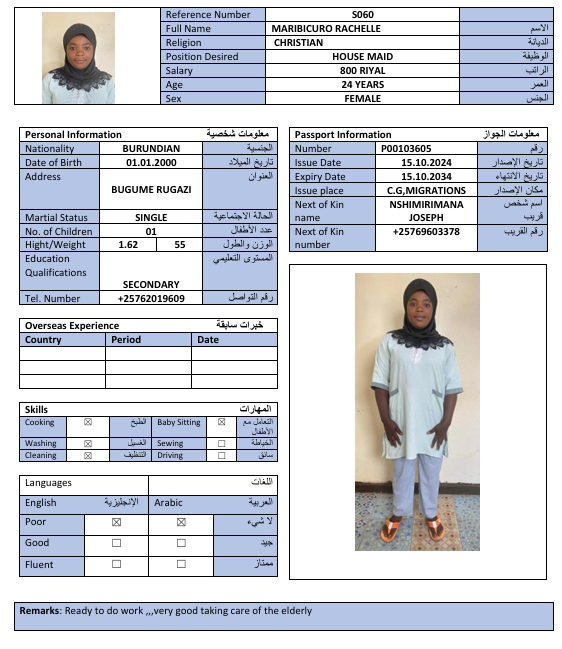 Reference Number S060
Full Name MARIBICURO RACHELLE الاسم
Religion CHRISTIAN الديانة
Position Desired HOUSE MAID الوظيفة
Salary 800 RIYAL الراتب
Age 24 YEARS العمر
Sex FEMALE الجنس
Personal Information معلومات شخصية
Nationality BURUNDIAN الجنسية
Date of Birth 01.01.2000 تاريخ الميلاد
Address العنوان
BUGUME RUGAZI
Martial Status SINGLE الحالة الاجتماعية
No. of Children 01 عدد الأطفال
Hight/Weight 1.62 55 الوزن والطول
Education المستوى التعليمي
Qualifications
SECONDARY
Tel. Number +25762019609 رقم التواصل
Passport Information معلومات الجواز
Number P00103605 رقم
Issue Date 15.10.2024 تاريخ الإصدار
Expiry Date 15.10.2034 تاريخ الانتهاء
Issue place C.G,MIGRATIONS مكان الإصدار
Next of Kin NSHIMIRIMANA اسم شخص
name JOSEPH قريب
Next of Kin +25769603378 رقم القريب
number
Overseas Experience خبرات سابقة
Country Period Date
Skills المهارات
Cooking ☒ الطبخ Baby Sitting ☒ التعامل مع
الأطفال
Washing ☒ الغسيل Sewing ☐ الخياطة
Cleaning ☒ التنظيف Driving ☐ سائق
Languages اللغات
English الإنجليزية Arabic العربية
Poor ☒ ☒ لا شيء
Good ☐ ☐ جيد
Fluent ☐ ☐ ممتاز
Remarks: Ready to do work ,,,very good taking care of the elderly